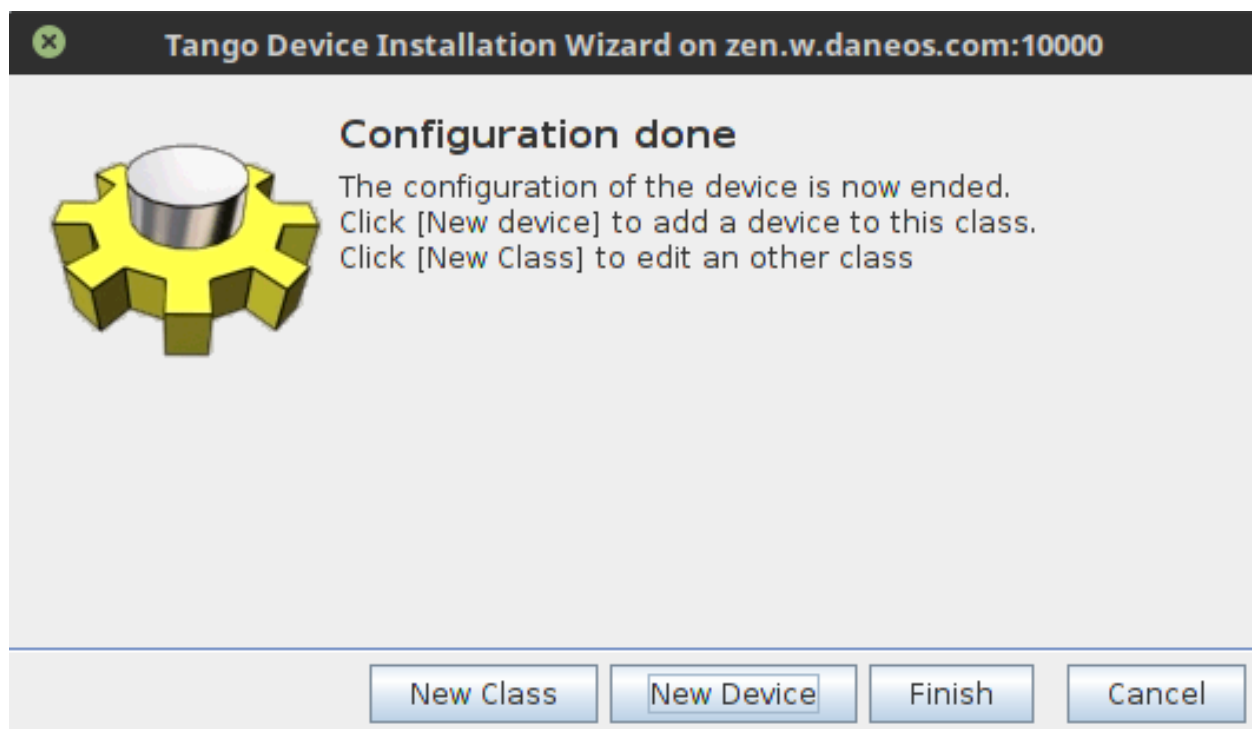 Tango Device Installation Wizard on zen.w.daneos.com:10000
Configuration done
The configuration of the device is now ended.
Click [New device] to add a device to this class.
Click [New Class] to edit an other class
New Class New Device Finish Cancel